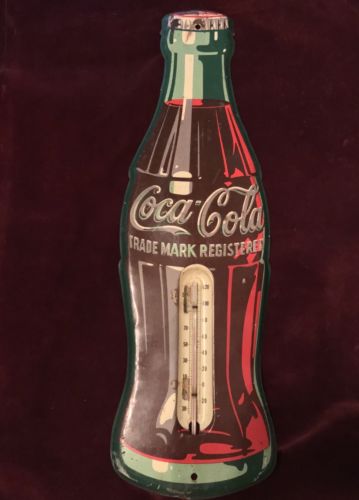 Coca-Cola
TRADE MARK REGISTERED